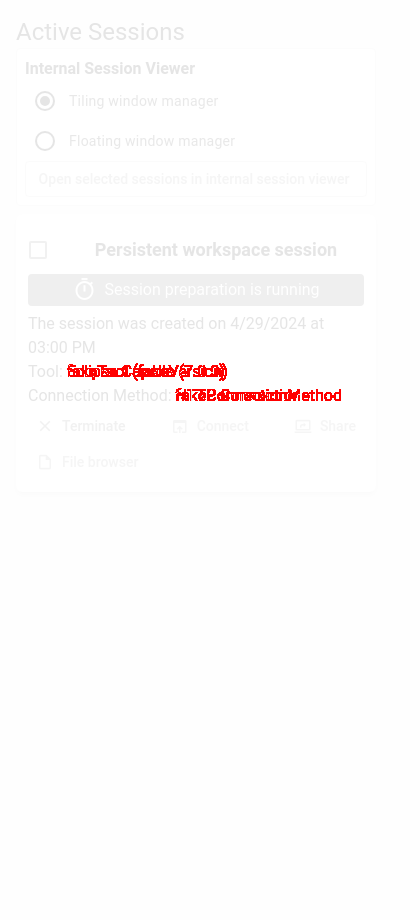 Active Sessions
Internal Session Viewer
Tiling window manager
Floating window manager
Open selected sessions in internal session viewer
Persistent workspace session
Session preparation is running
The session was created on 4/29/2024 at
03:00 PM
Tool:
Connection Method:
Terminate Connect Share
File browser